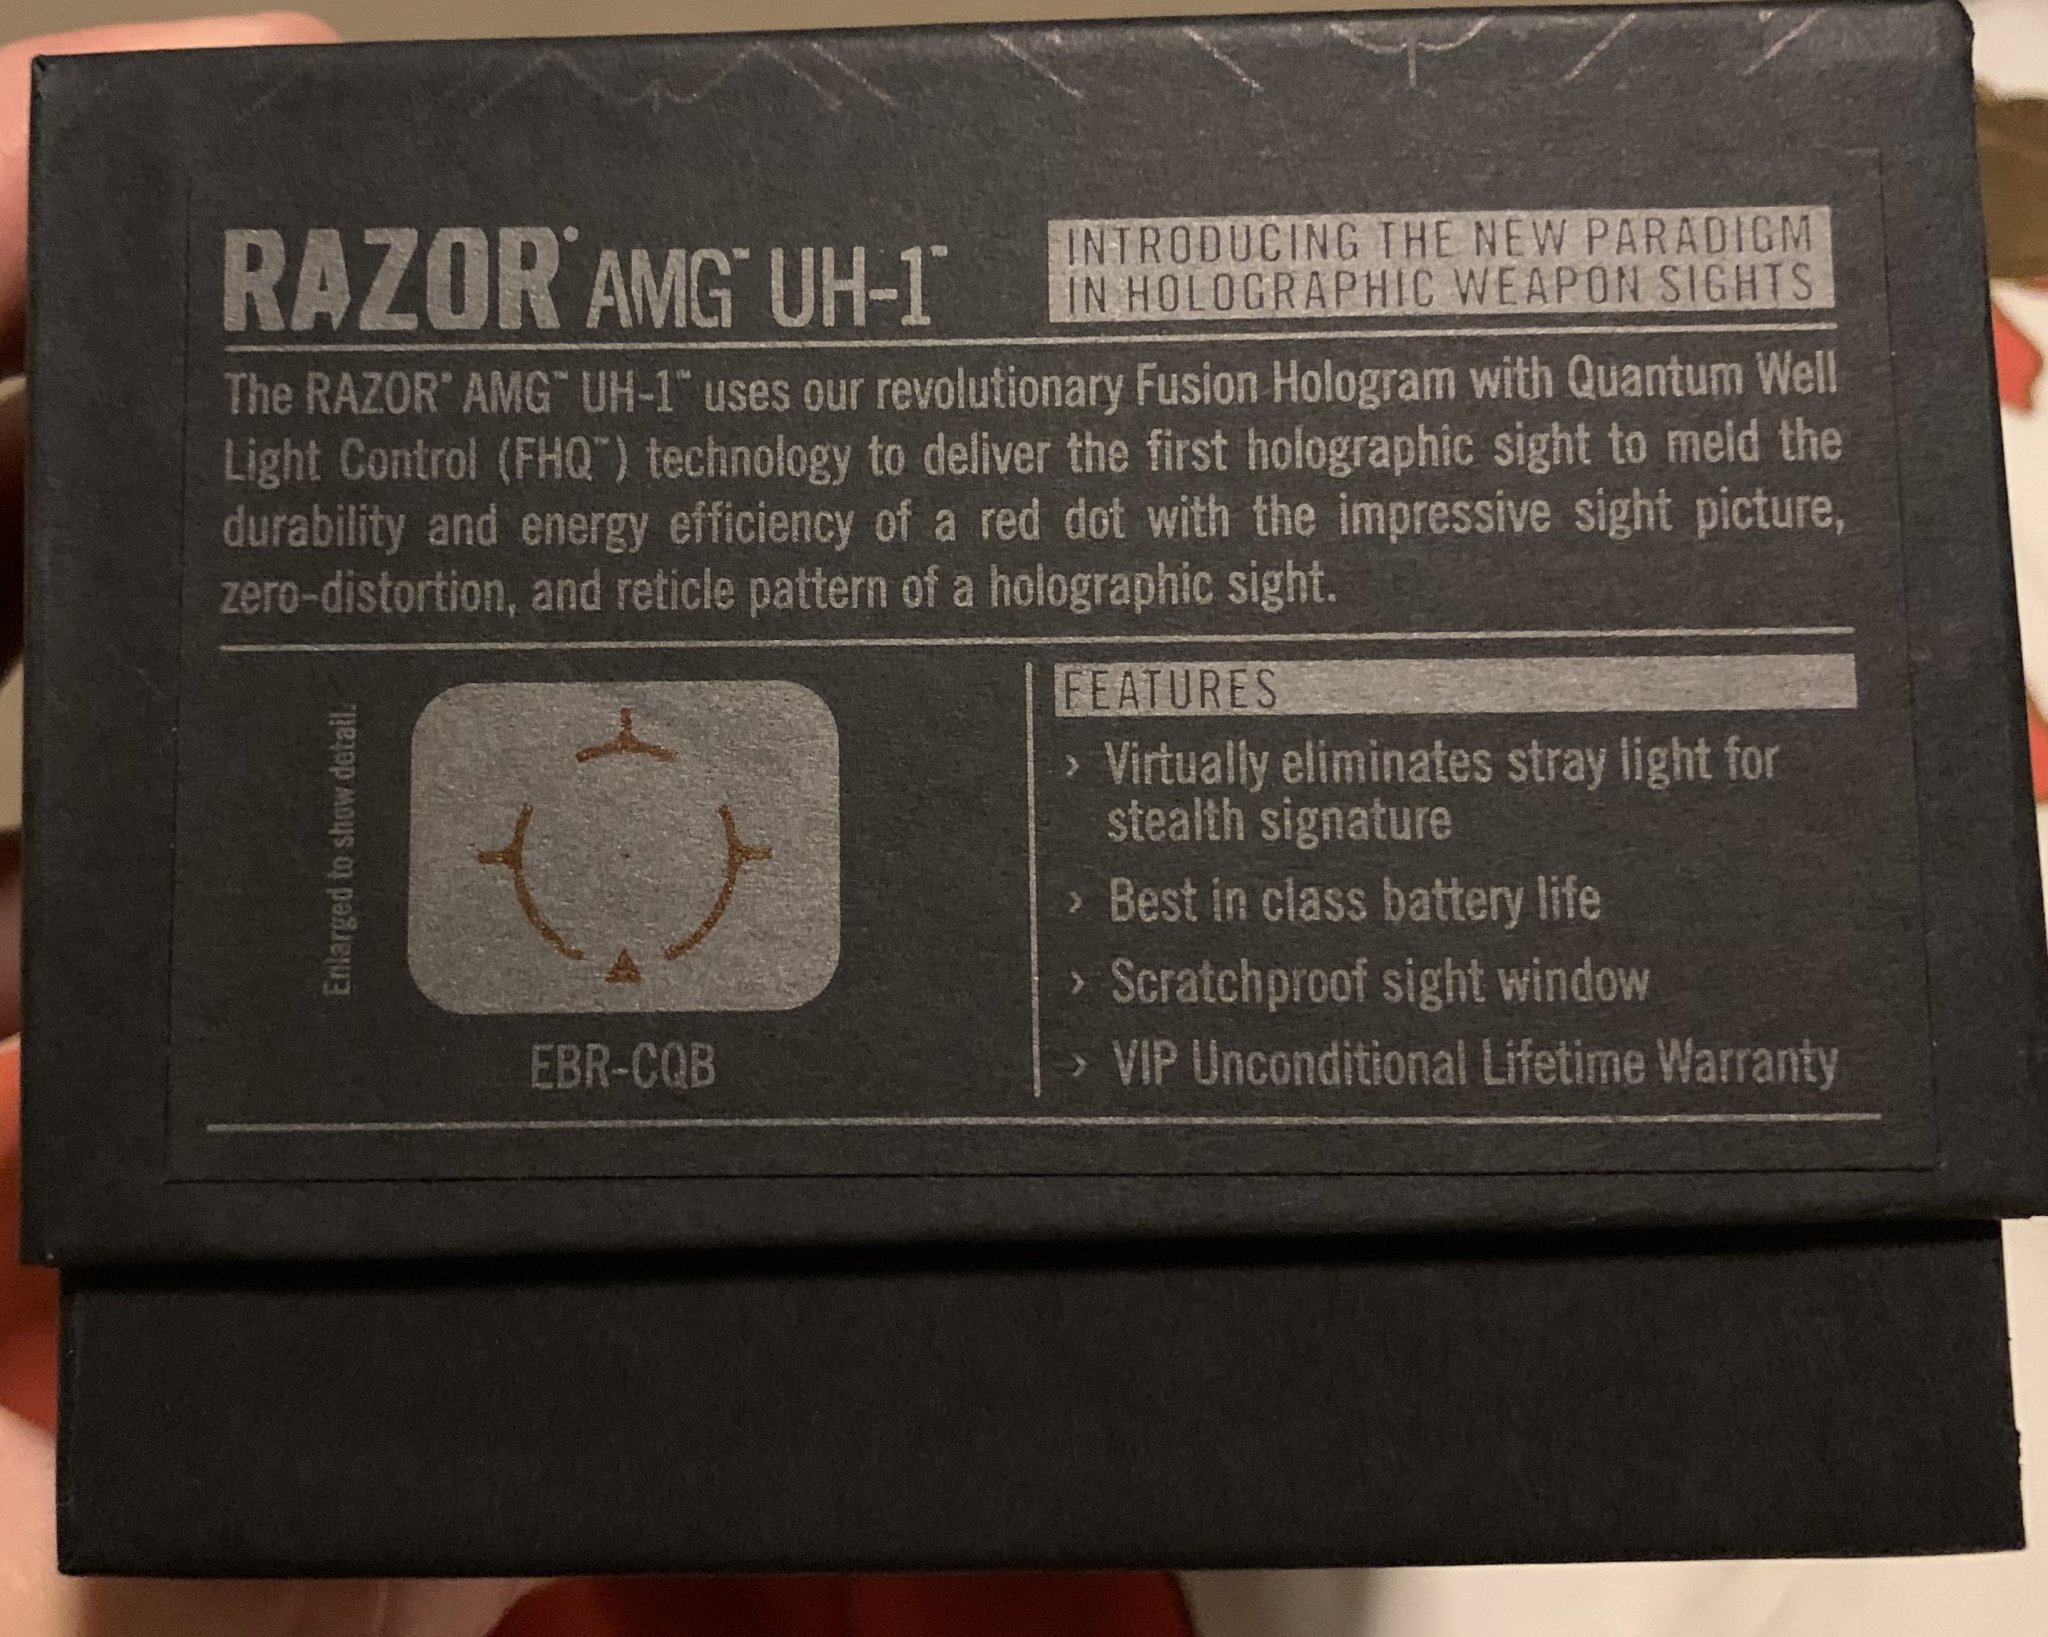 RAZOR® AMG™ UH-1™
INTRODUCING THE NEW PARADIGM
IN HOLOGRAPHIC WEAPON SIGHTS
The RAZOR® AMG™ UH-1™ uses our revolutionary Fusion Hologram with Quantum Well
Light Control (FHQ™) technology to deliver the first holographic sight to meld the
durability and energy efficiency of a red dot with the impressive sight picture,
zero-distortion, and reticle pattern of a holographic sight.
Enlarged to show detail.
EBR-CQB
FEATURES
› Virtually eliminates stray light for
stealth signature
› Best in class battery life
› Scratchproof sight window
› VIP Unconditional Lifetime Warranty